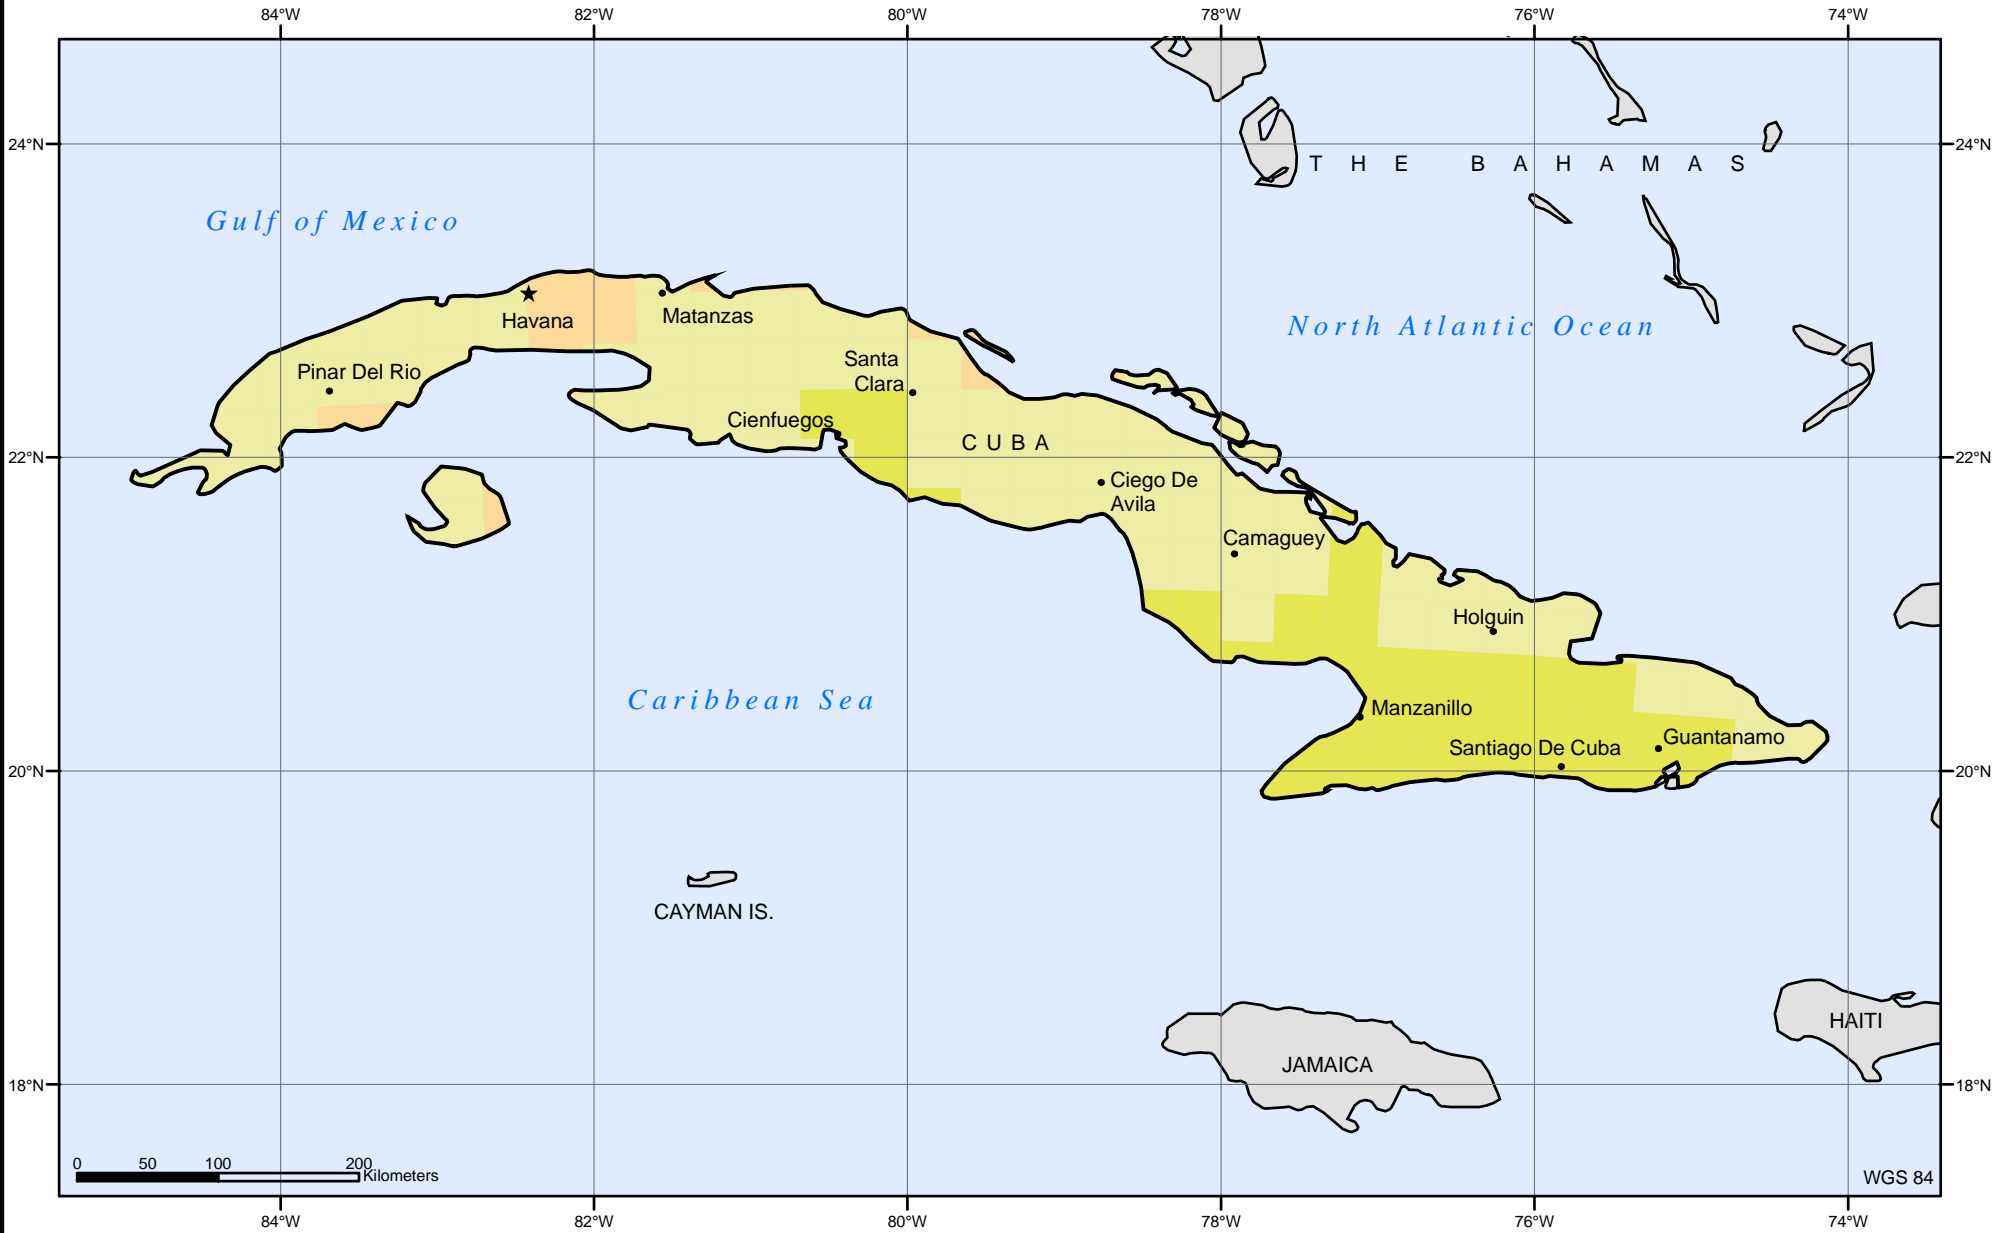 84°W 82°W 80°W 78°W 76°W 74°W
24°N 24°N
THE BAHAMAS
Gulf of Mexico
North Atlantic Ocean
Havana
Matanzas
Santa
Clara
Pinar Del Rio
Cienfuegos
CUBA
22°N 22°N
Ciego De
Avila
Camaguey
Holguin
Caribbean Sea
Manzanillo
Santiago De Cuba
Guantanamo
20°N 20°N
CAYMAN IS.
HAITI
JAMAICA
18°N 18°N
0 50 100 200
Kilometers
WGS 84
84°W 82°W 80°W 78°W 76°W 74°W